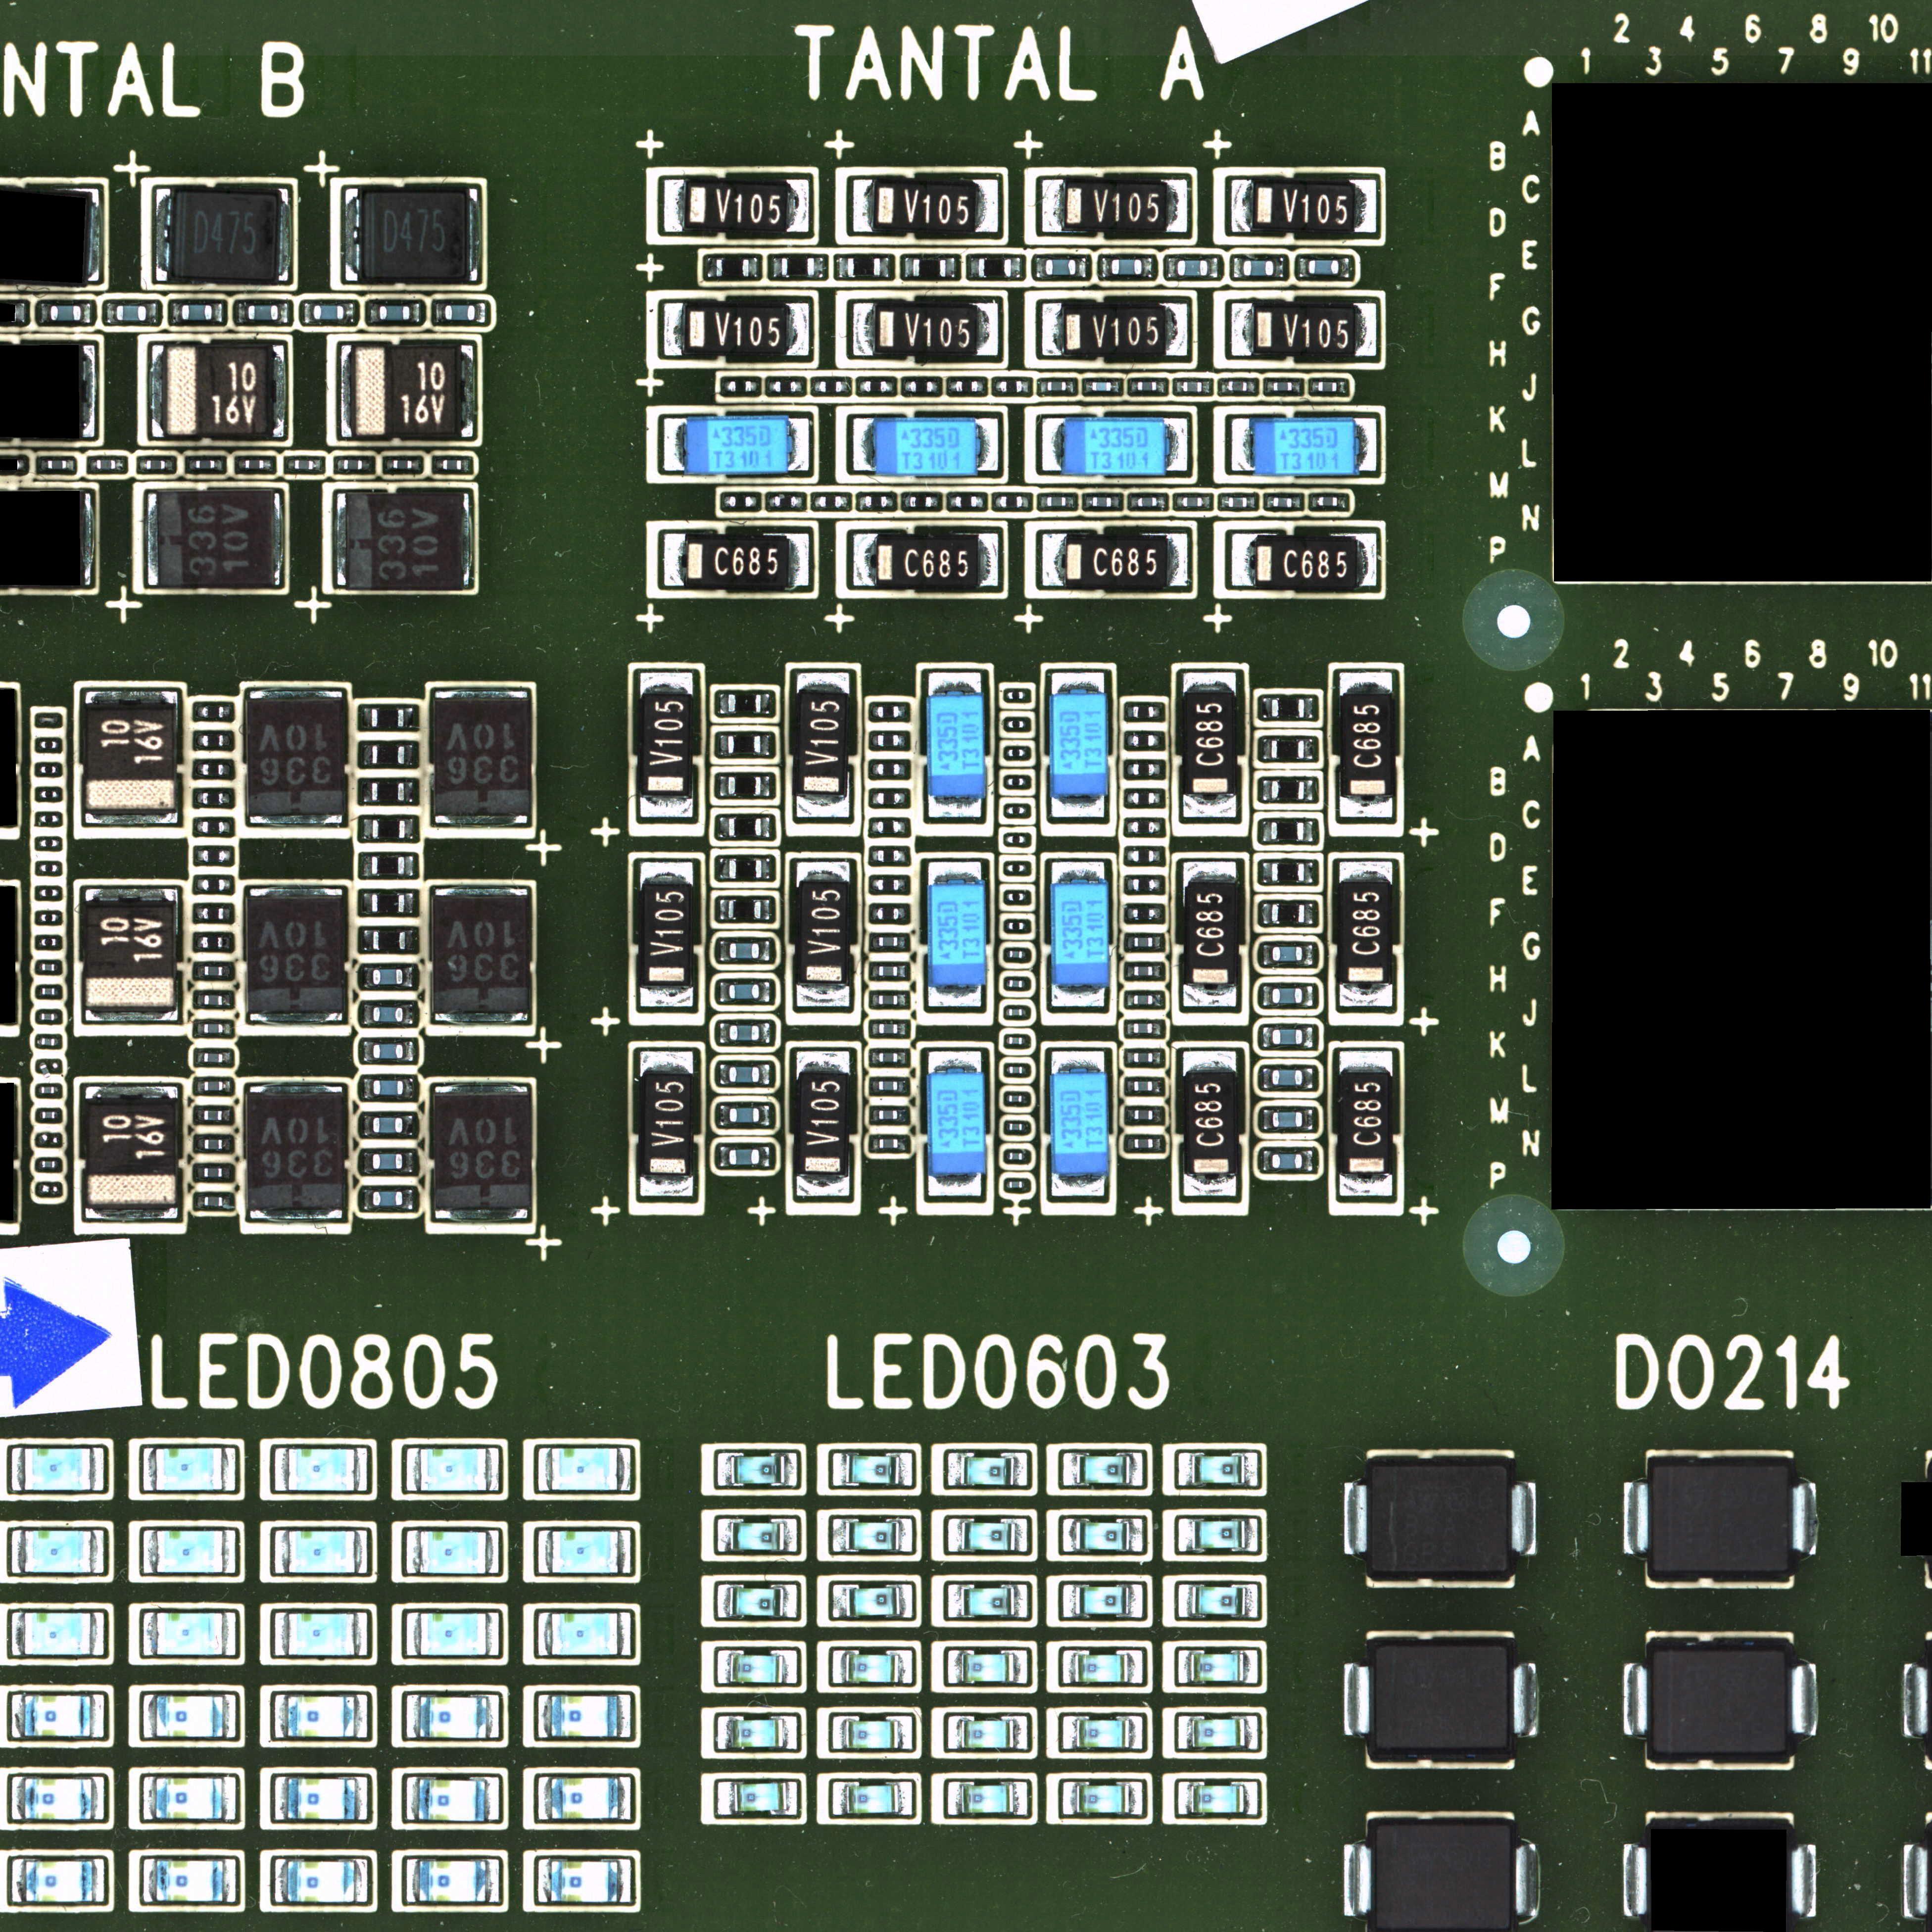 NTAL B
TANTAL A
2 4 6 8 10
1 3 5 7 9 11
A
B
C
D
E
F
G
H
J
K
L
M
N
P
D475 D475
10 16V
10 16V
336 10V
336 10V
V105 V105 V105 V105
V105 V105 V105 V105
335D 335D 335D 335D
T3101 T3101 T3101 T3101
C685 C685 C685 C685
2 4 6 8 10
1 3 5 7 9 11
A
B
C
D
E
F
G
H
J
K
L
M
N
P
10 16V
336 10V
336 10V
10 16V
336 10V
336 10V
10 16V
336 10V
336 10V
V105 V105 335D T3101 335D T3101 C685 C685
V105 V105 335D T3101 335D T3101 C685 C685
V105 V105 335D T3101 335D T3101 C685 C685
LED0805
LED0603
DO214